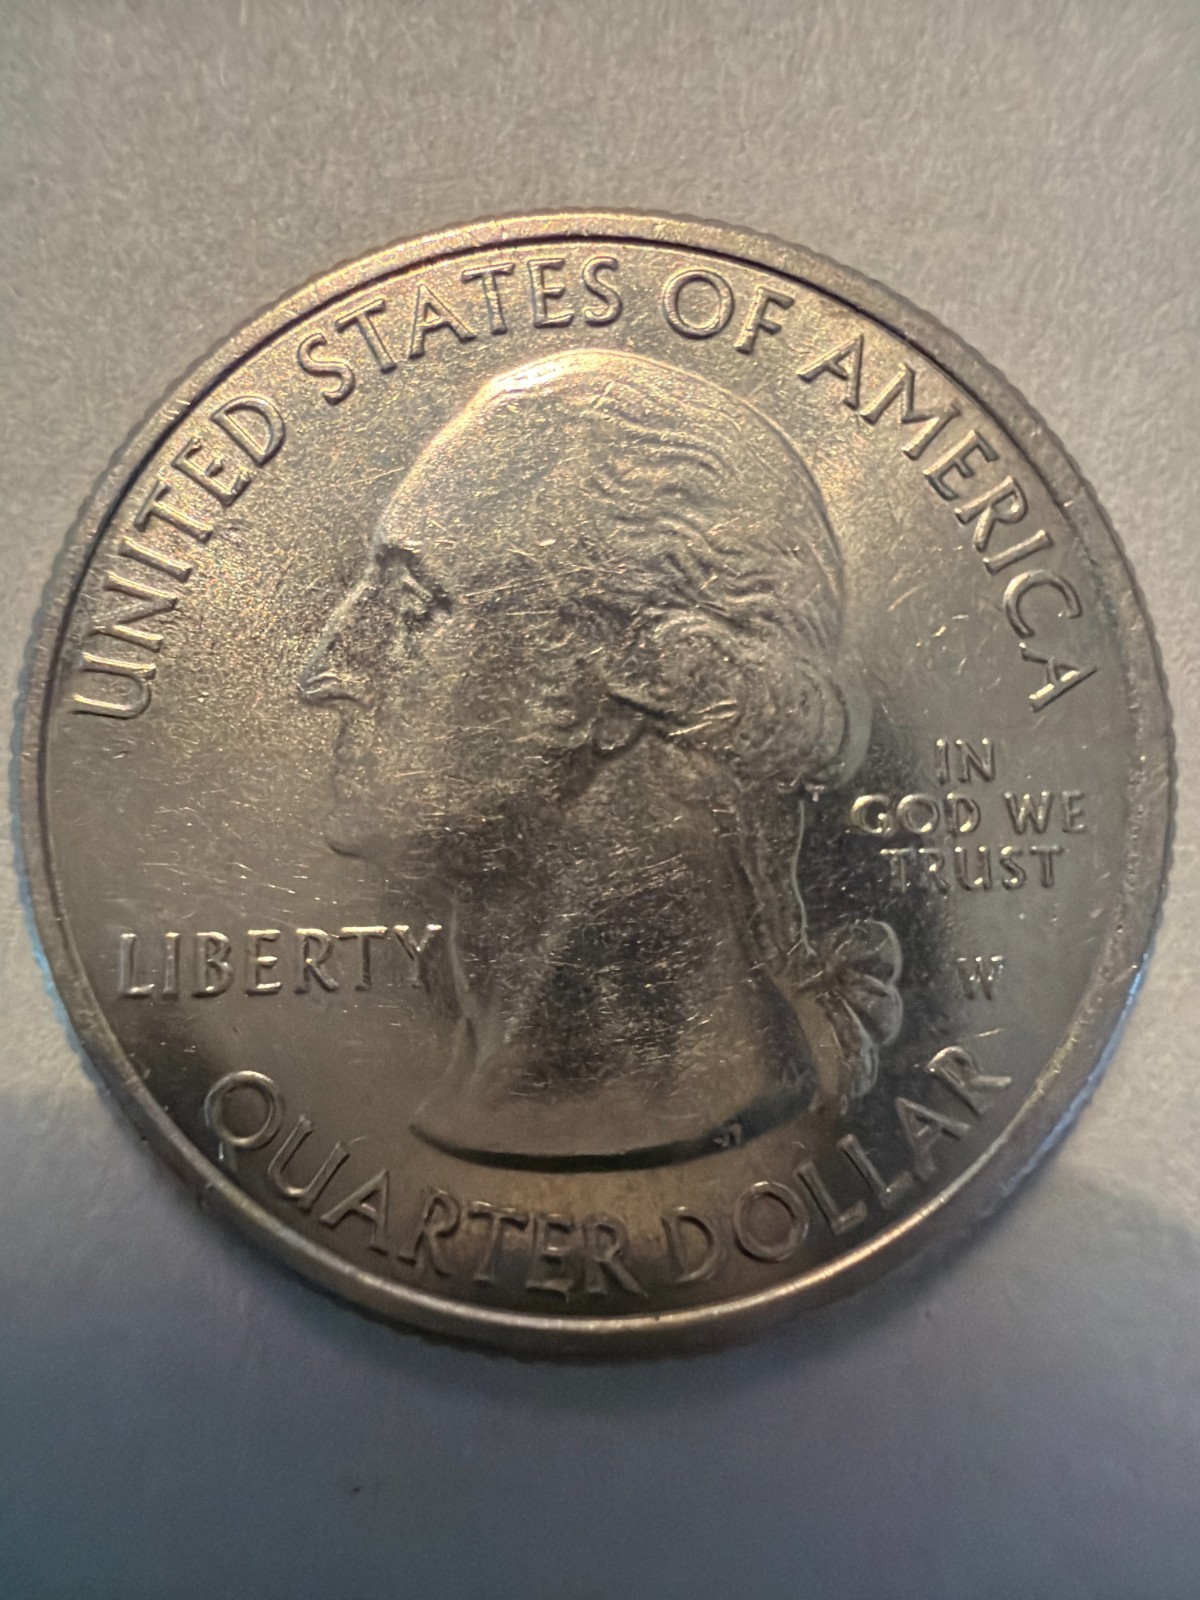 UNITED STATES OF AMERICA
LIBERTY
IN
GOD WE
TRUST
W
QUARTER DOLLAR